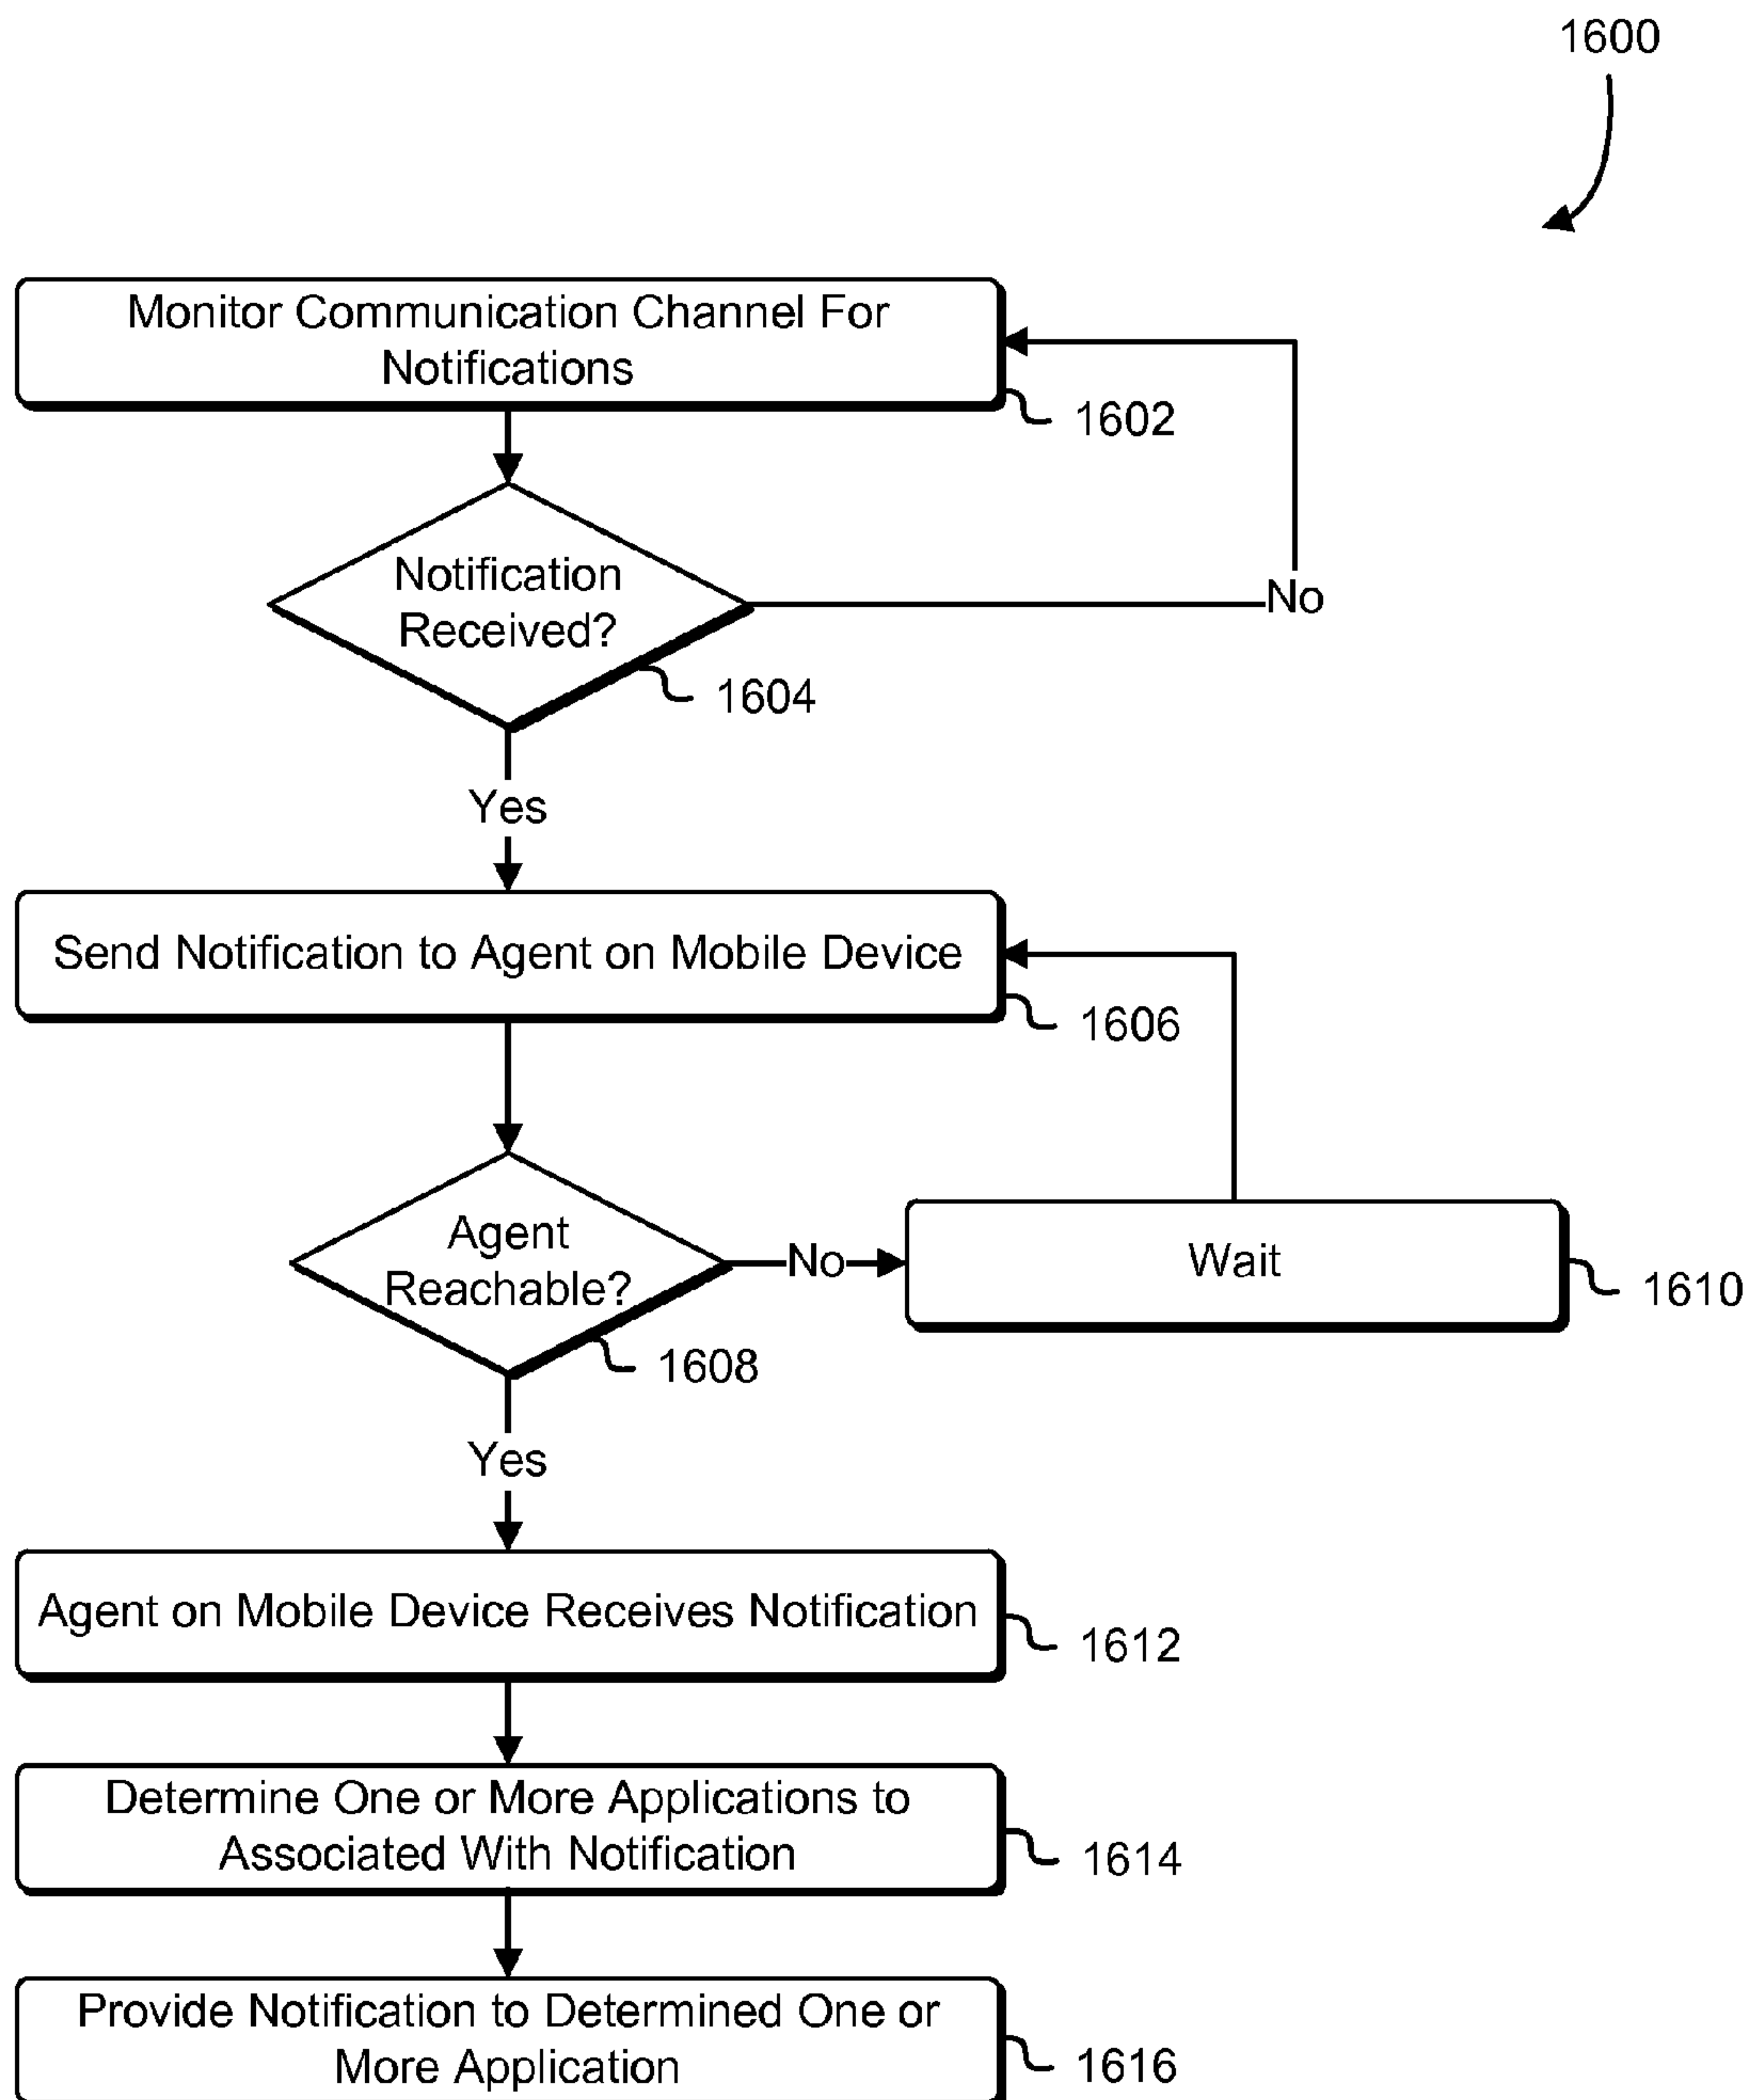 1600
Monitor Communication Channel For
Notifications
1602
Notification
Received?
No
1604
Yes
Send Notification to Agent on Mobile Device
1606
Agent
Reachable?
No
Wait
1610
1608
Yes
Agent on Mobile Device Receives Notification
1612
Determine One or More Applications to
Associated With Notification
1614
Provide Notification to Determined One or
More Application
1616